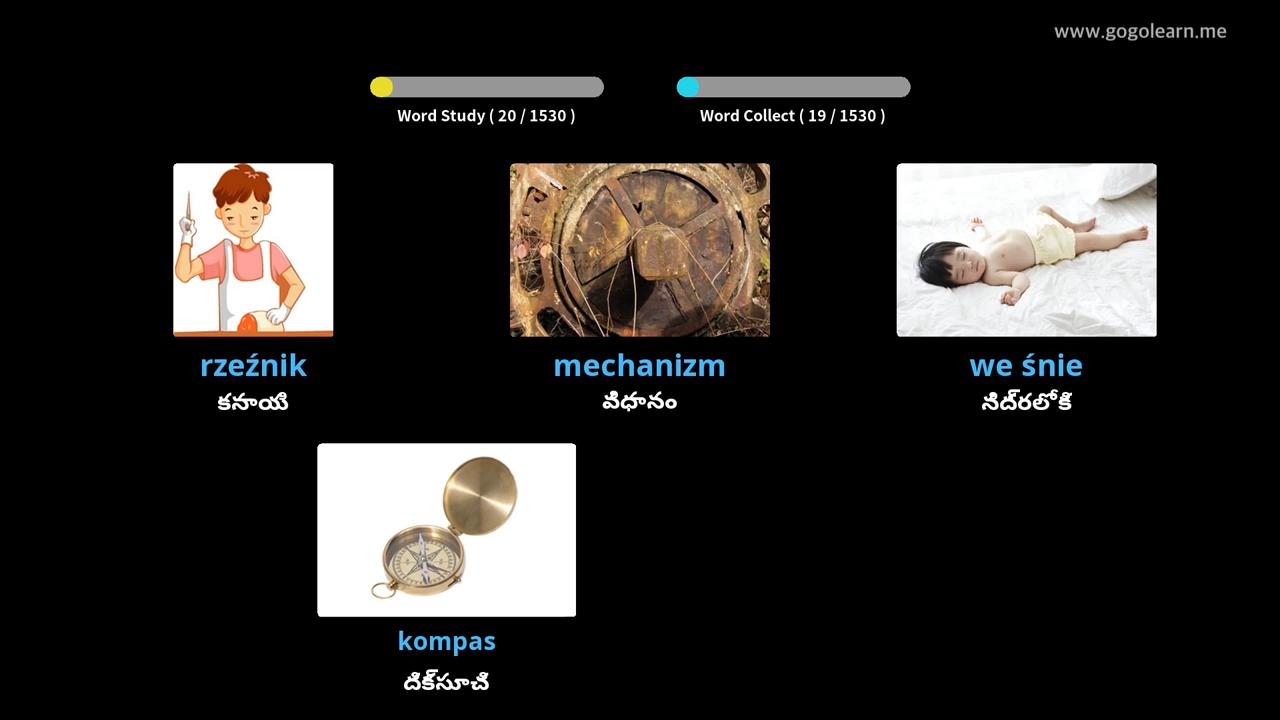 www.gogolearn.me
Word Study ( 20 / 1530 )
Word Collect ( 19 / 1530 )
rzeźnik
mechanizm
we śnie
కసాయి
విధానం
నిద్రలోకి
kompas
దిక్సూచి